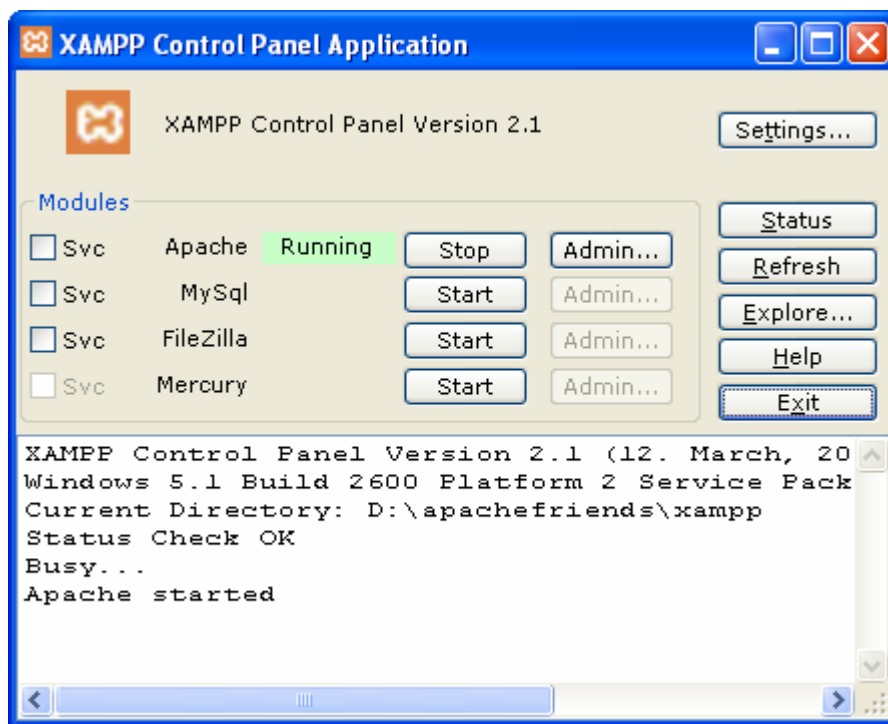 XAMPP Control Panel Application
XAMPP Control Panel Version 2.1
Settings...
Modules
Svc Apache Running Stop Admin...
Svc MySql Start Admin...
Svc FileZilla Start Admin...
Svc Mercury Start Admin...
Status
Refresh
Explore...
Help
Exit
XAMPP Control Panel Version 2.1 (12. March, 20
Windows 5.1 Build 2600 Platform 2 Service Pack
Current Directory: D:\apachefriends\xampp
Status Check OK
Busy...
Apache started